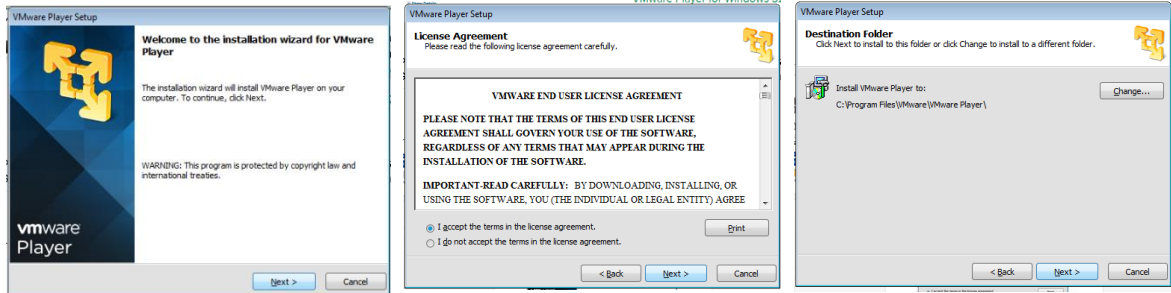 VMware Player Setup
Welcome to the installation wizard for VMware
Player
The installation wizard will install VMware Player on your
computer. To continue, click Next.
WARNING: This program is protected by copyright law and
international treaties.
vmware
Player
Next >
Cancel
VMware Player for Windows
VMware Player Setup
License Agreement
Please read the following license agreement carefully.
VMWARE END USER LICENSE AGREEMENT
PLEASE NOTE THAT THE TERMS OF THIS END USER LICENSE
AGREEMENT SHALL GOVERN YOUR USE OF THE SOFTWARE,
REGARDLESS OF ANY TERMS THAT MAY APPEAR DURING THE
INSTALLATION OF THE SOFTWARE.
IMPORTANT-READ CAREFULLY: BY DOWNLOADING, INSTALLING, OR
USING THE SOFTWARE, YOU (THE INDIVIDUAL OR LEGAL ENTITY) AGREE
I accept the terms in the license agreement.
Print
I do not accept the terms in the license agreement.
< Back
Next >
Cancel
VMware Player Setup
Destination Folder
Click Next to install to this folder or click Change to install to a different folder.
Install VMware Player to:
Change...
C:\Program Files\VMware\VMware Player\
< Back
Next >
Cancel